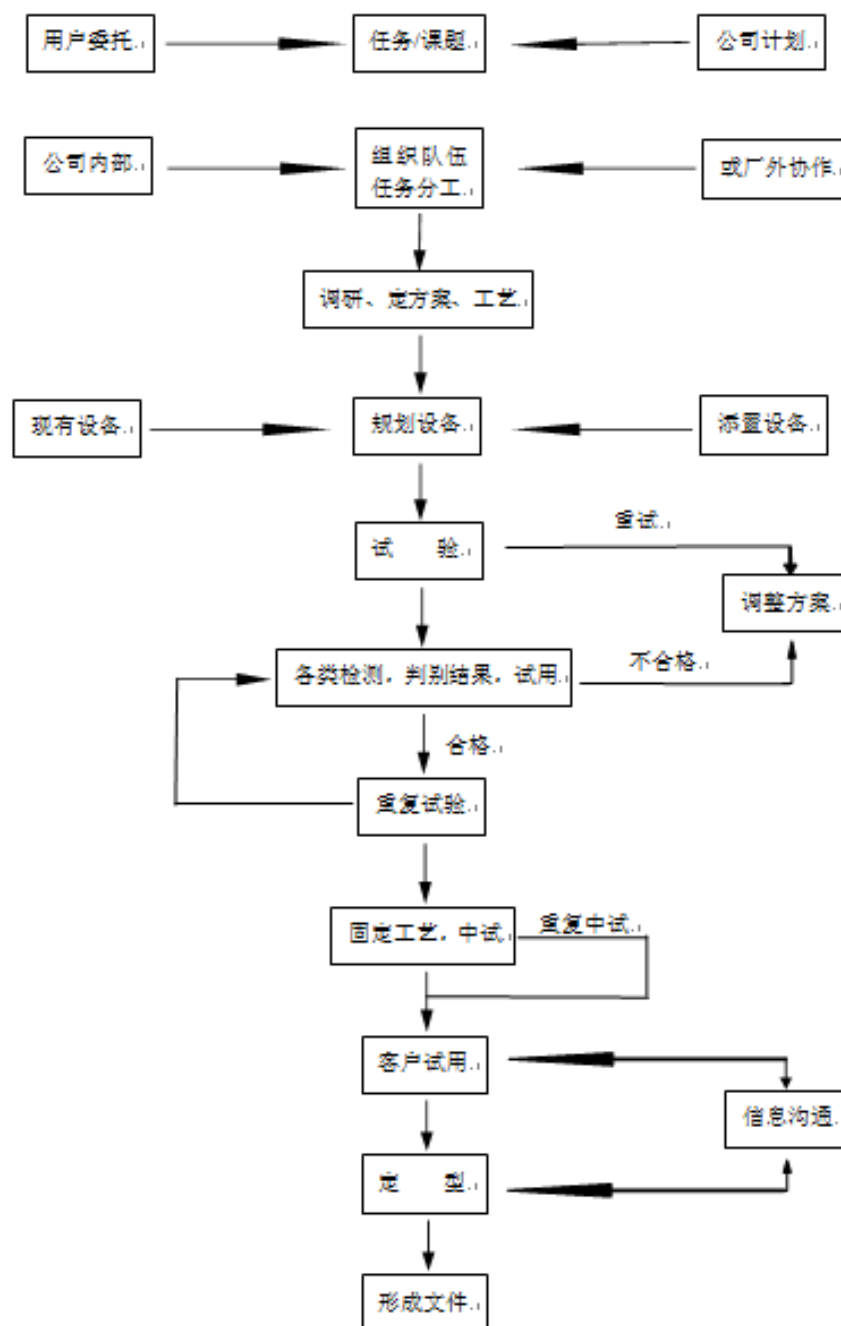 用户委托
任务/课题
公司计划
公司内部
组织队伍
任务分工
或厂外协作
调研、定方案、工艺
现有设备
规划设备
添置设备
重试
试 验
调整方案
各类检测，判别结果，试用
不合格
合格
重复试验
固定工艺，中试
重复中试
客户试用
信息沟通
定 型
形成文件